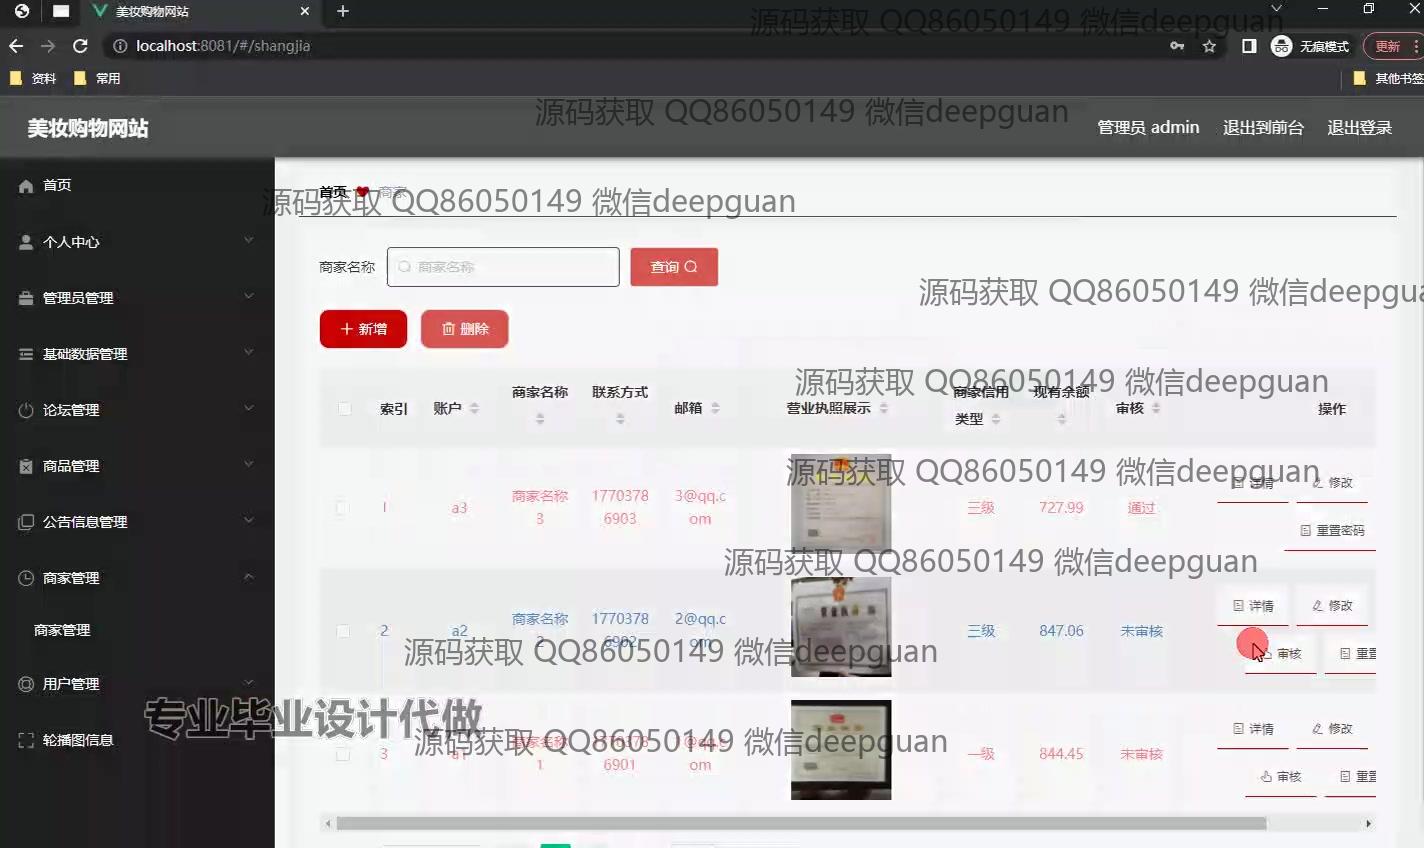 美妆购物网站
源码获取 QQ86050149 微信deepguan
localhost:8081/#/shangjia
无痕模式
更新
资料
常用
其他书签
源码获取 QQ86050149 微信deepguan
美妆购物网站
管理员 admin
退出到前台
退出登录
首页
商家
源码获取 QQ86050149 微信deepguan
首页
个人中心
管理员管理
基础数据管理
论坛管理
商品管理
公告信息管理
商家管理
商家管理
用户管理
轮播图信息
商家名称
商家名称
查询
源码获取 QQ86050149 微信deepgua
新增
删除
源码获取 QQ86050149 微信deepguan
索引
账户
商家名称
联系方式
邮箱
营业执照展示
商家信用类型
现有余额
审核
操作
源码获取 QQ86050149 微信deepguan
1
a3
商家名称
3
1770378
6903
3@qq.c
om
三级
727.99
通过
详情
修改
重置密码
源码获取 QQ86050149 微信deepguan
2
a2
商家名称
2
1770378
6902
2@qq.c
om
三级
847.06
未审核
详情
修改
审核
重置
源码获取 QQ86050149 微信deepguan
专业毕业设计代做
源码获取 QQ86050149 微信deepguan
3
a1
商家名称
1
1770378
6901
1@qq.c
om
一级
844.45
未审核
详情
修改
审核
重置